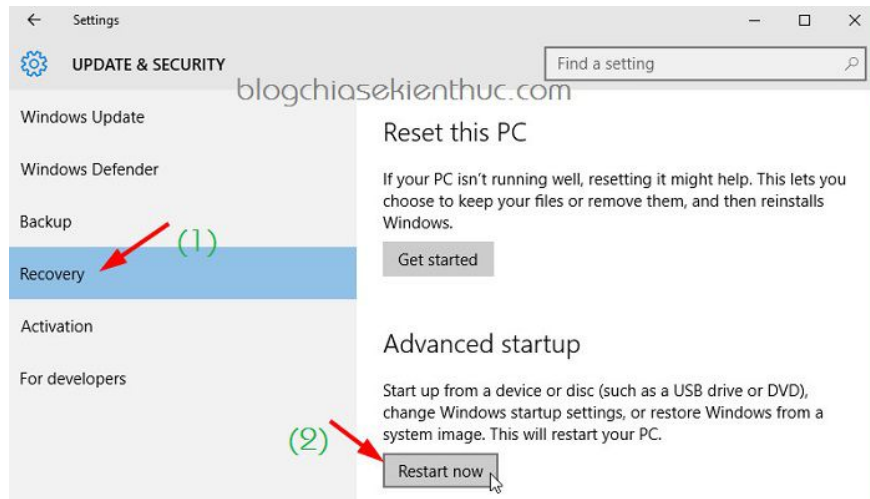 Settings
UPDATE & SECURITY
Find a setting
blogchiasekienthuc.com
Windows Update
Windows Defender
Backup
(1)
Recovery
Activation
For developers
Reset this PC
If your PC isn't running well, resetting it might help. This lets you
choose to keep your files or remove them, and then reinstalls
Windows.
Get started
Advanced startup
Start up from a device or disc (such as a USB drive or DVD),
change Windows startup settings, or restore Windows from a
system image. This will restart your PC.
(2)
Restart now